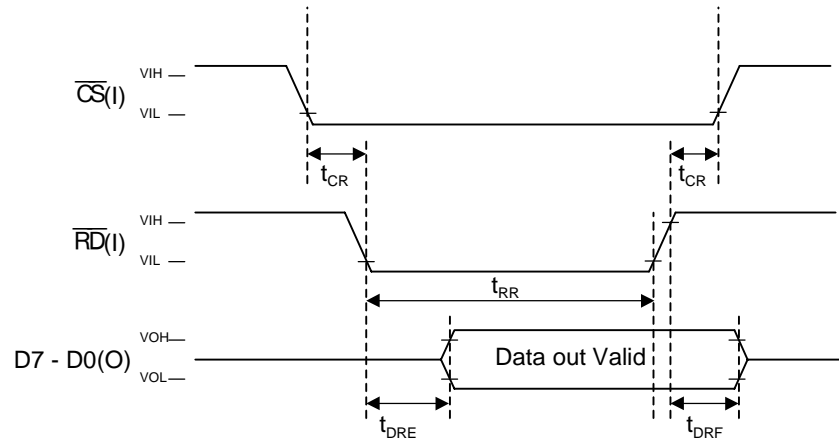 VIH
CS(I)
VIL
tCR tCR
VIH
RD(I)
VIL
tRR
VOH
D7 - D0(O) Data out Valid
VOL
tDRE tDRF